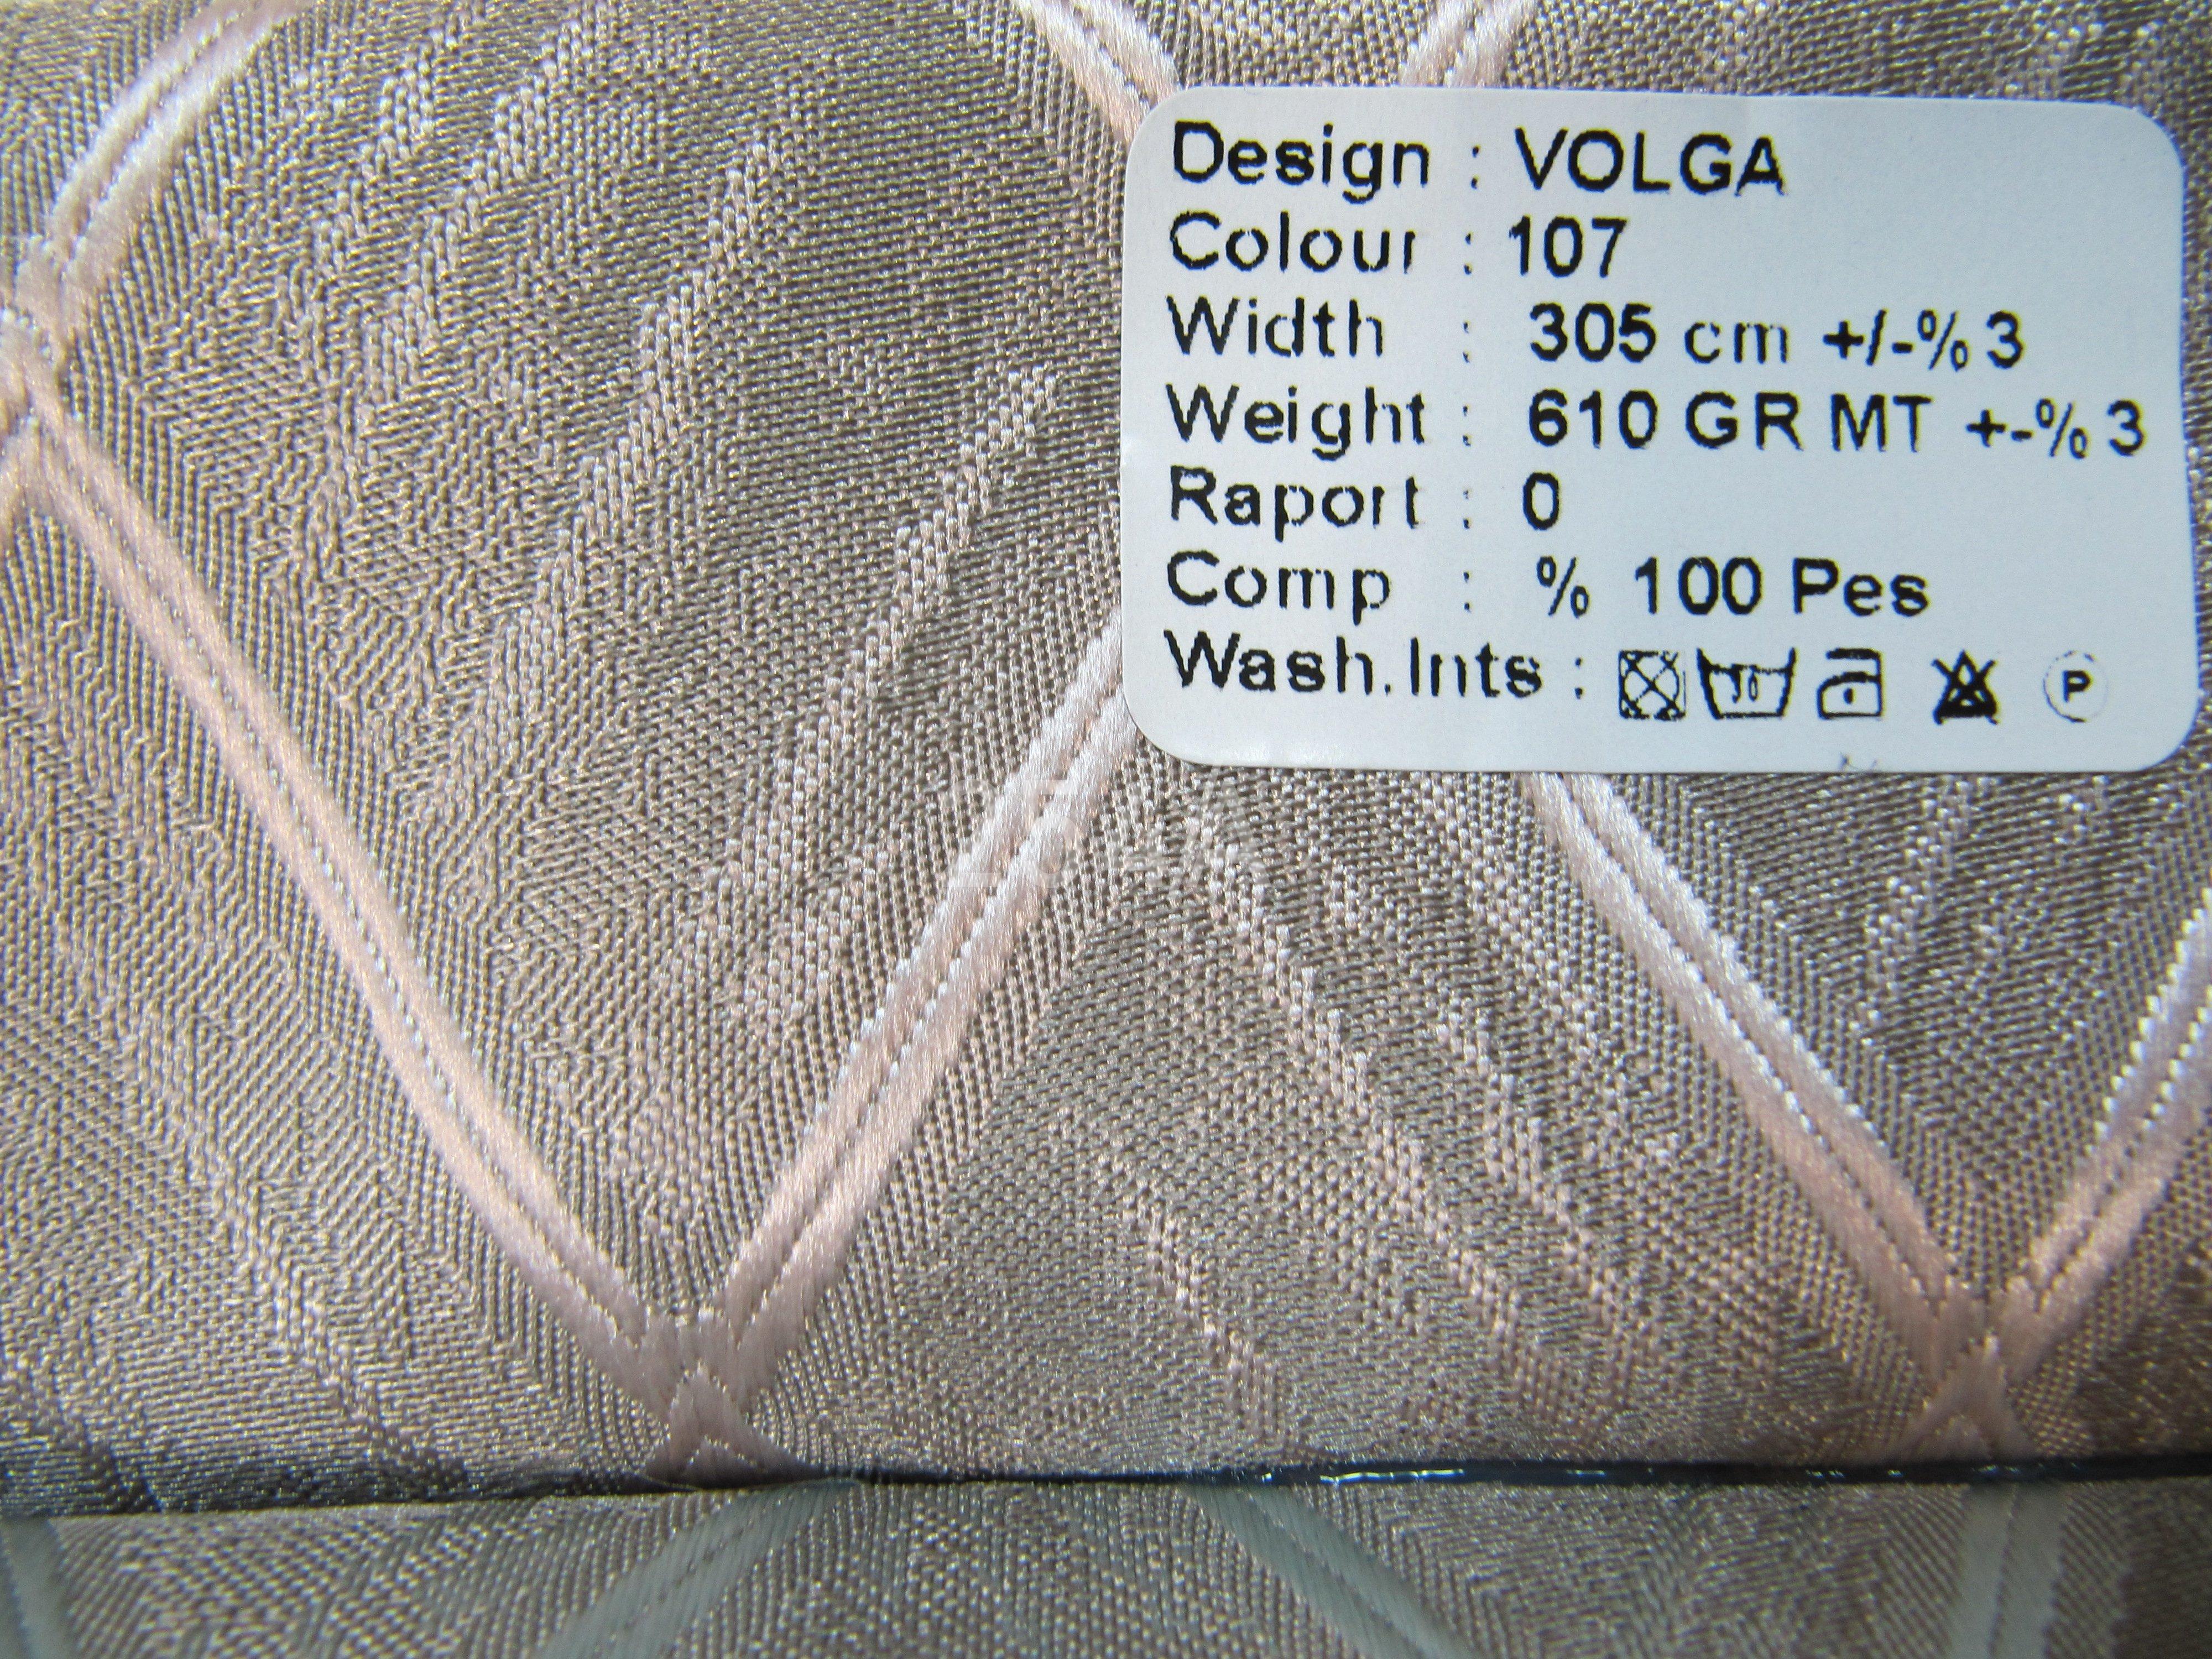 Design : VOLGA
Colour : 107
Width : 305 cm +/-% 3
Weight : 610 GR MT +-% 3
Raport : 0
Comp : % 100 Pes
Wash.Ints : 30 P